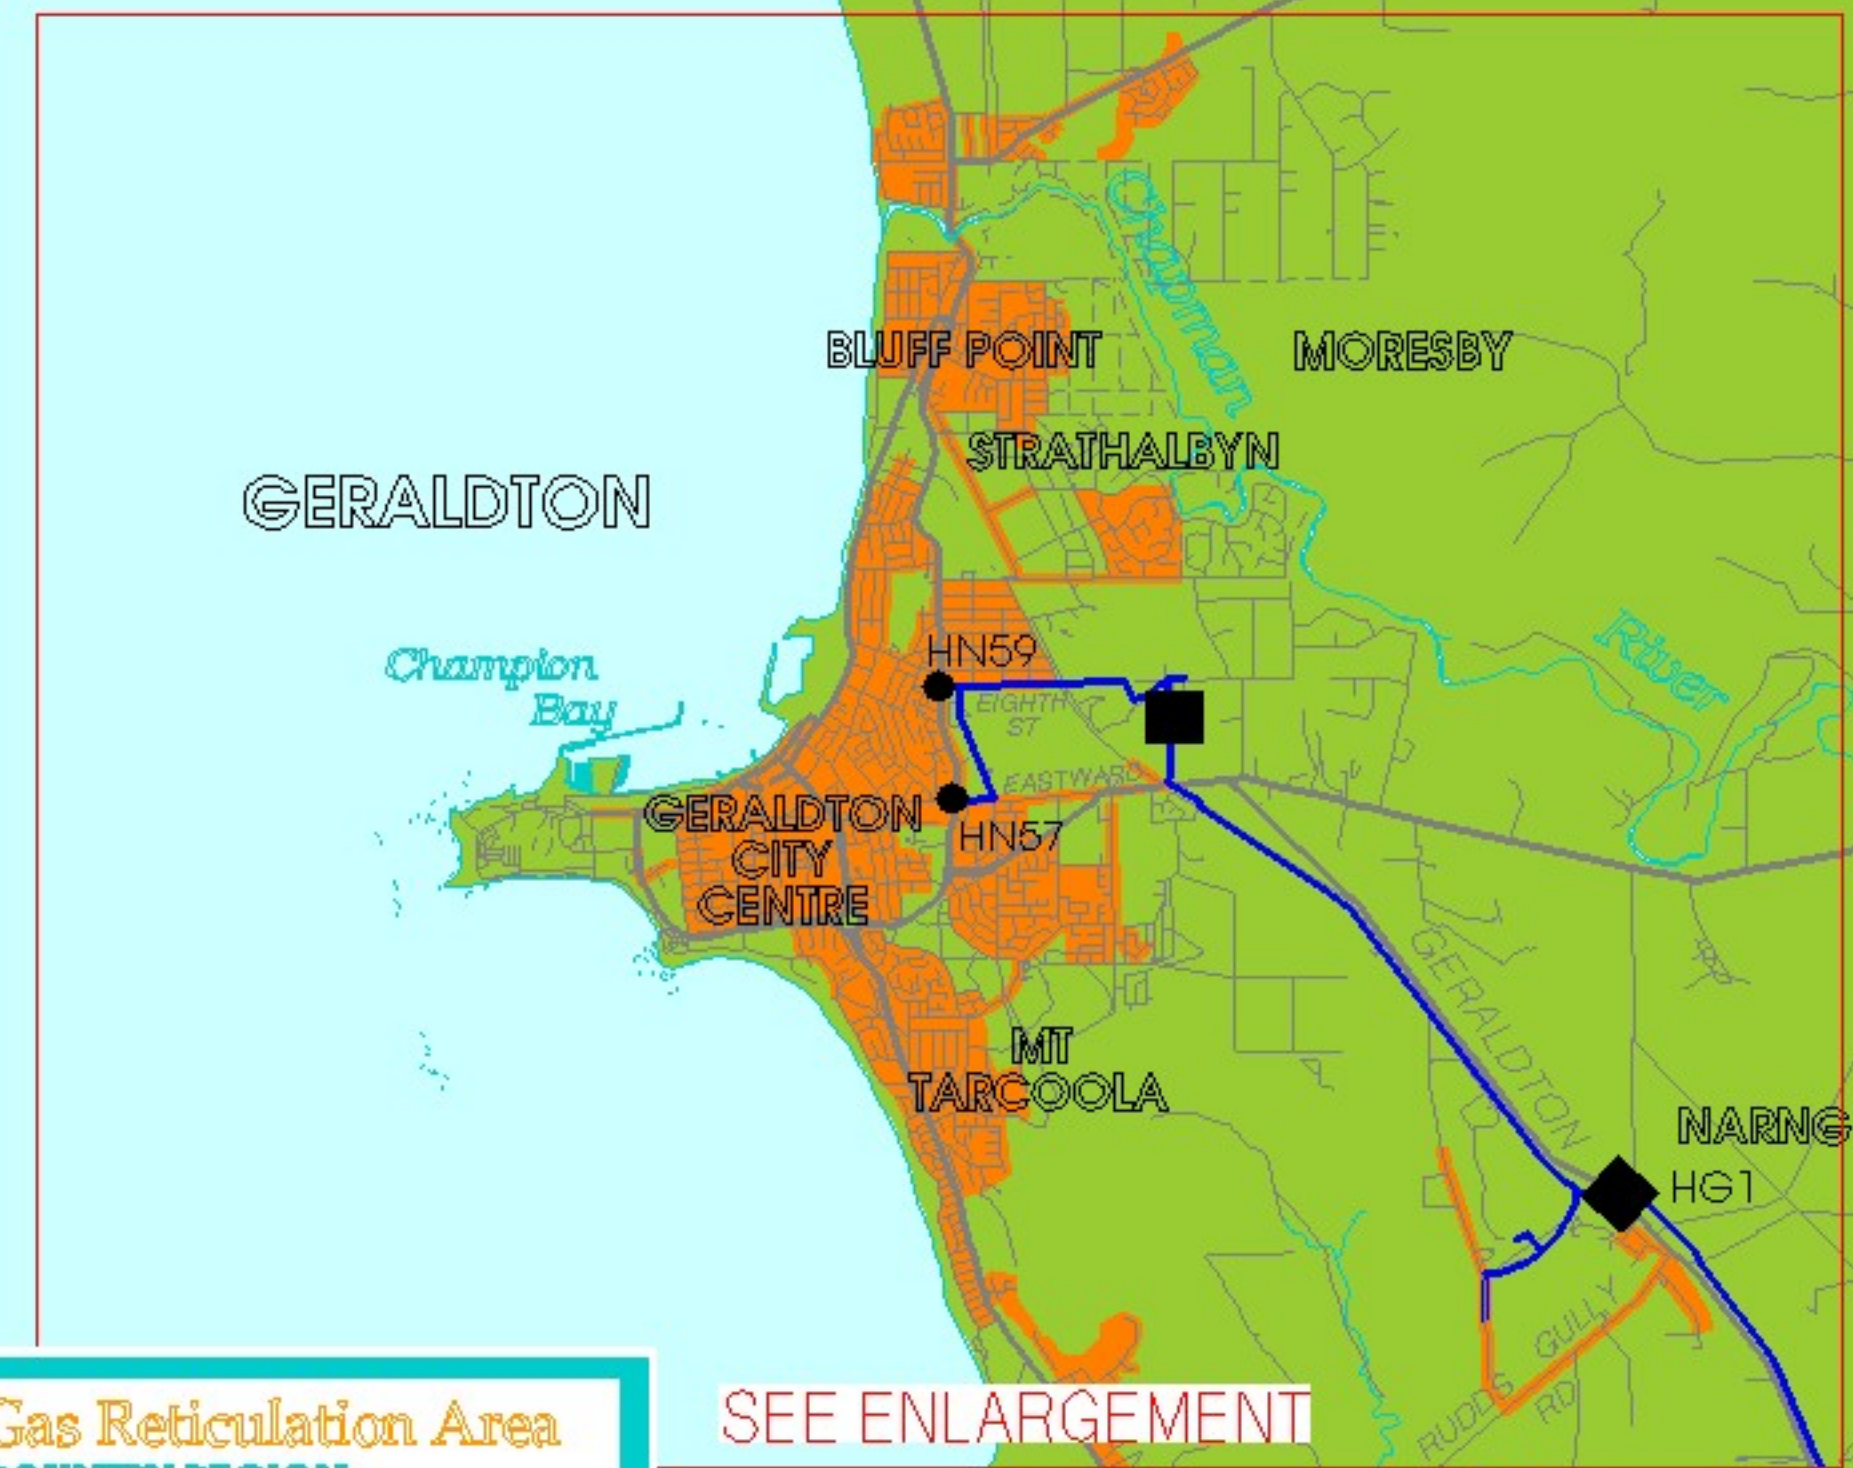 Chapman
BLUFF POINT
MORESBY
STRATHALBYN
GERALDTON
River
Champion
Bay
HN59
EIGHTH
ST
EASTWARD
GERALDTON
CITY
CENTRE
HN57
GERALDTON
MT
TARCOOLA
NARNG
HG1
GULLY
RUDDS
RD
SEE ENLARGEMENT
Gas Reticulation Area